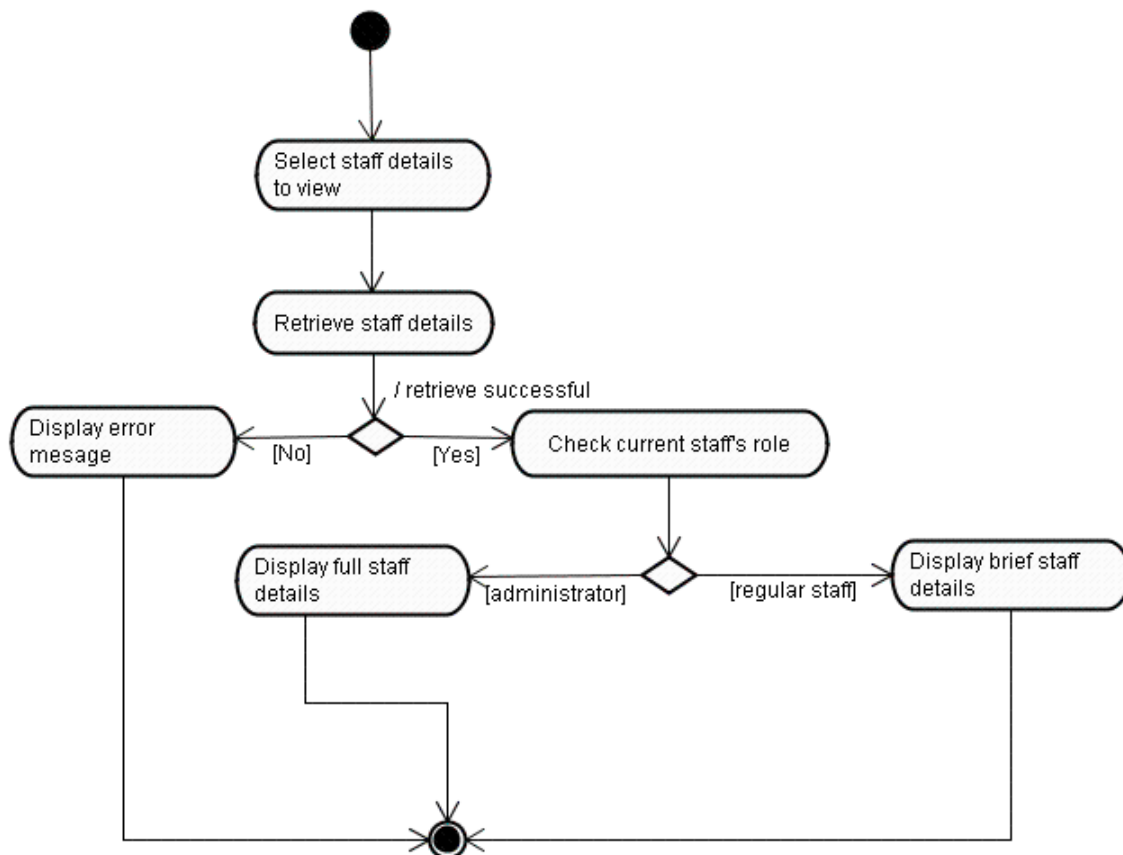 Select staff details
to view
Retrieve staff details
/ retrieve successful
Display error
mesage
[No]
[Yes]
Check current staff's role
Display full staff
details
[administrator]
[regular staff]
Display brief staff
details